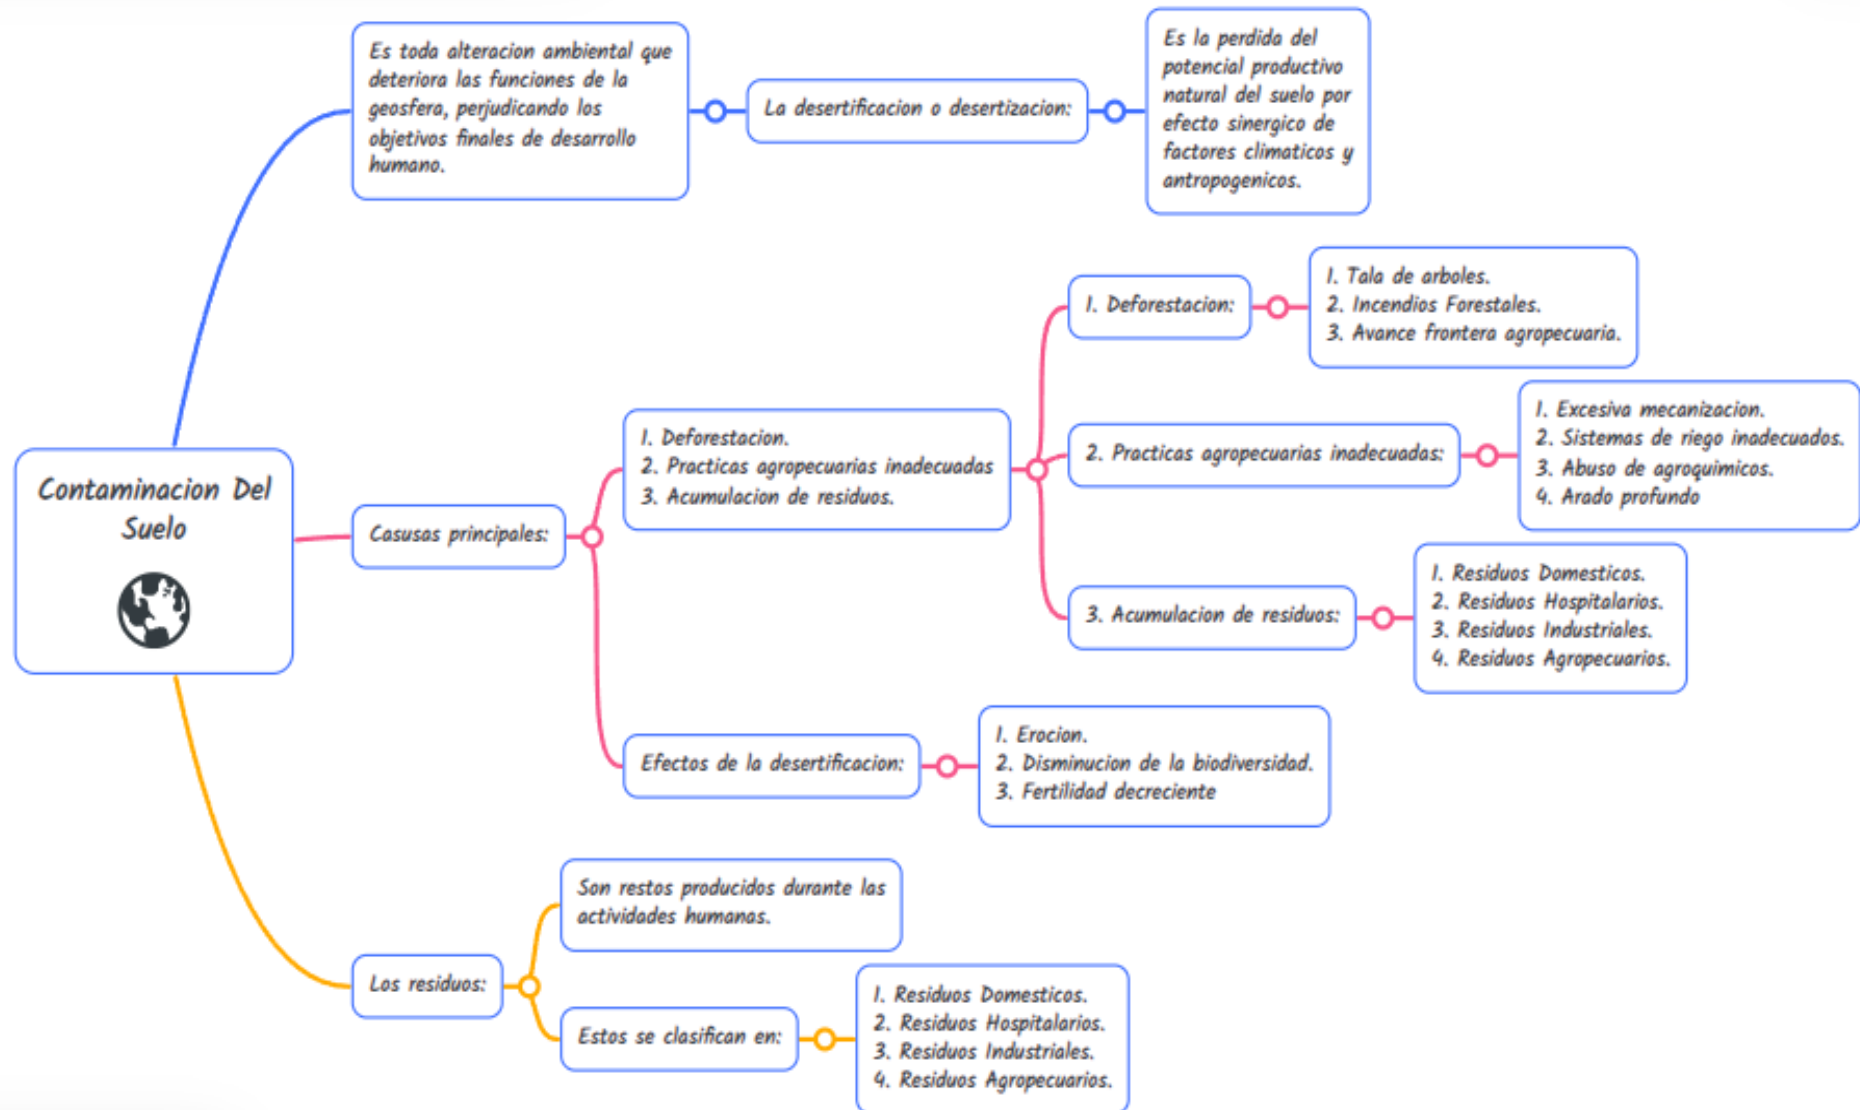 Contaminacion Del
Suelo
Es toda alteracion ambiental que
deteriora las funciones de la
geosfera, perjudicando los
objetivos finales de desarrollo
humano.
La desertificacion o desertizacion:
Es la perdida del
potencial productivo
natural del suelo por
efecto sinergico de
factores climaticos y
antropogenicos.
Casusas principales:
1. Deforestacion.
2. Practicas agropecuarias inadecuadas
3. Acumulacion de residuos.
1. Deforestacion:
1. Tala de arboles.
2. Incendios Forestales.
3. Avance frontera agropecuaria.
2. Practicas agropecuarias inadecuadas:
1. Excesiva mecanizacion.
2. Sistemas de riego inadecuados.
3. Abuso de agroquimicos.
4. Arado profundo
3. Acumulacion de residuos:
1. Residuos Domesticos.
2. Residuos Hospitalarios.
3. Residuos Industriales.
4. Residuos Agropecuarios.
Efectos de la desertificacion:
1. Erocion.
2. Disminucion de la biodiversidad.
3. Fertilidad decreciente
Los residuos:
Son restos producidos durante las
actividades humanas.
Estos se clasifican en:
1. Residuos Domesticos.
2. Residuos Hospitalarios.
3. Residuos Industriales.
4. Residuos Agropecuarios.